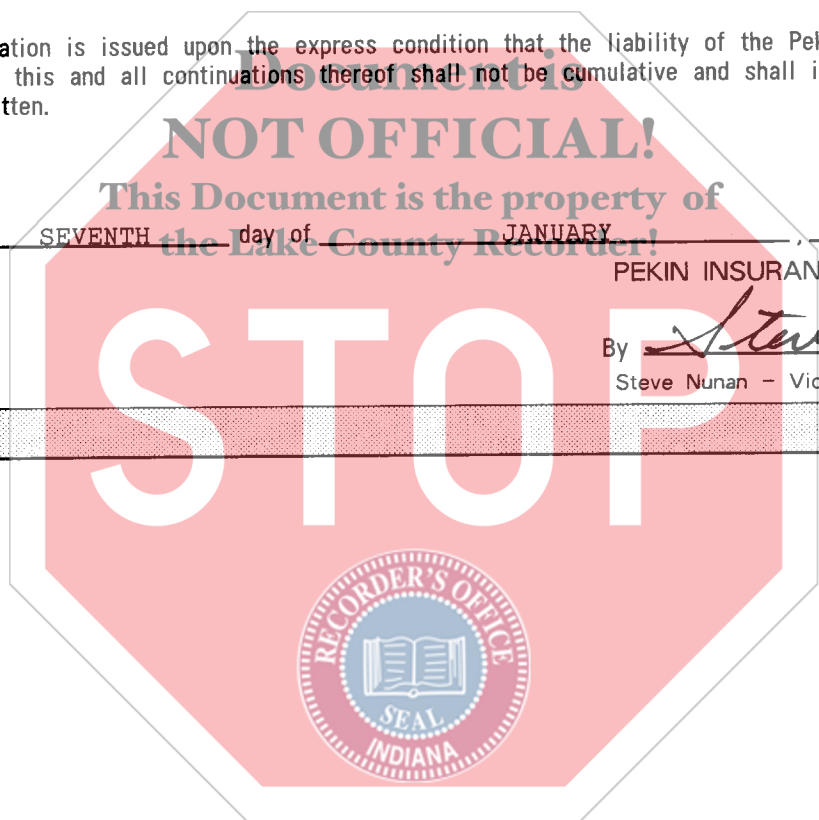 ation is issued upon the express condition that the liability of the Pek
this and all continuations thereof shall not be cumulative and shall i
tten.
Document is
NOT OFFICIAL!
This Document is the property of
the Lake County Recorder!
SEVENTH day of JANUARY ,
PEKIN INSURAN
By Stev
Steve Nunan - Vic
STOP
RECORDER'S OFFICE
SEAL
INDIANA